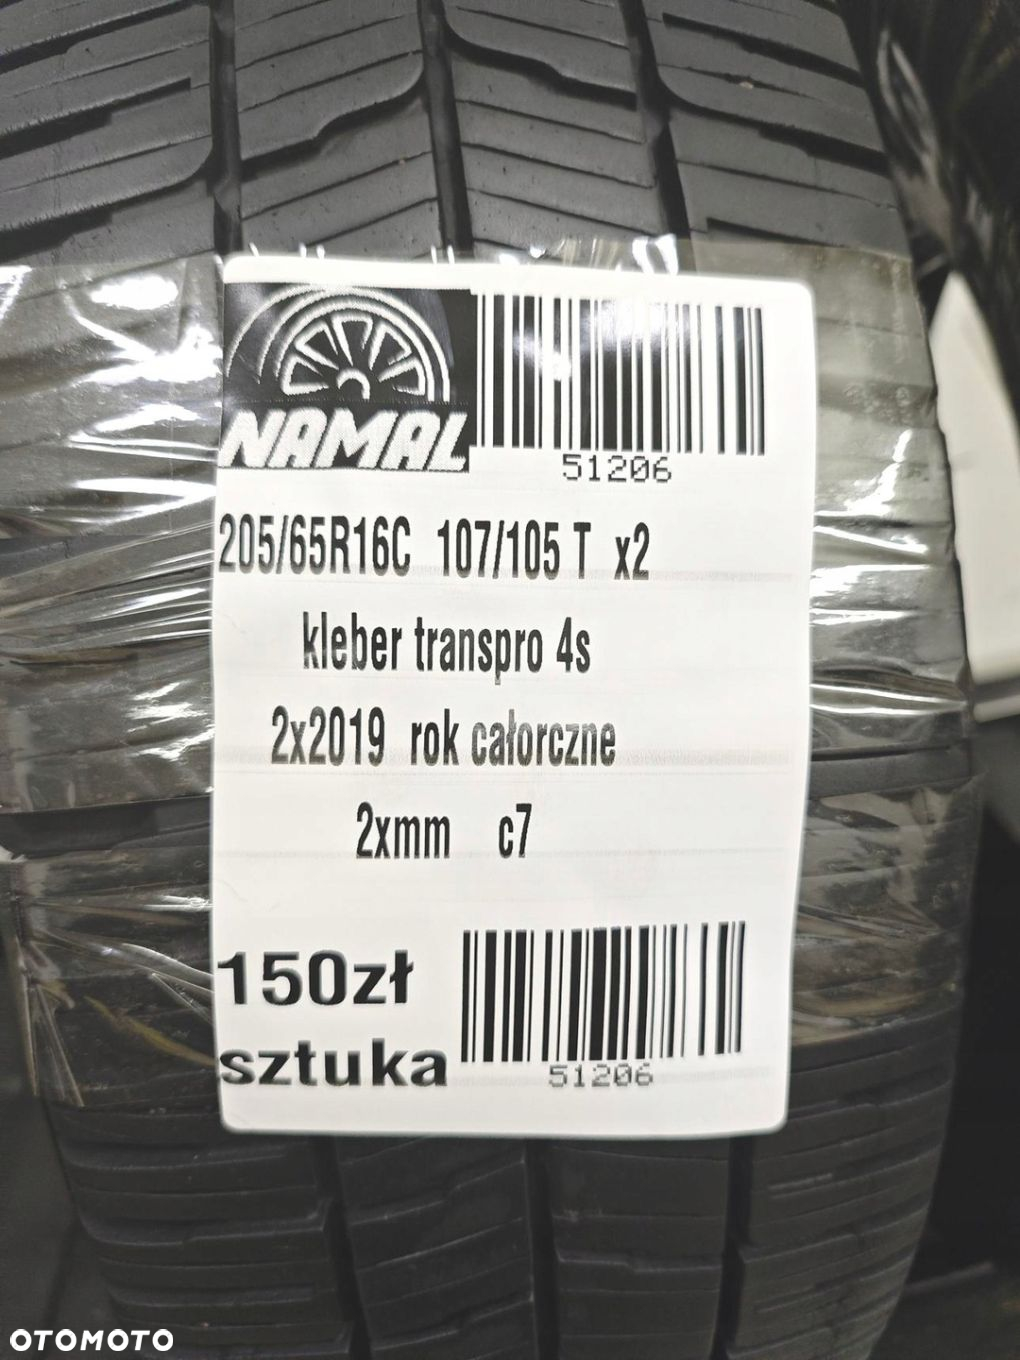 NAMAL
51206
205/65R16C 107/105 T x2
kleber transpro 4s
2x2019 rok całorczne
2xmm c7
150zł
sztuka
51206
OTOMOTO